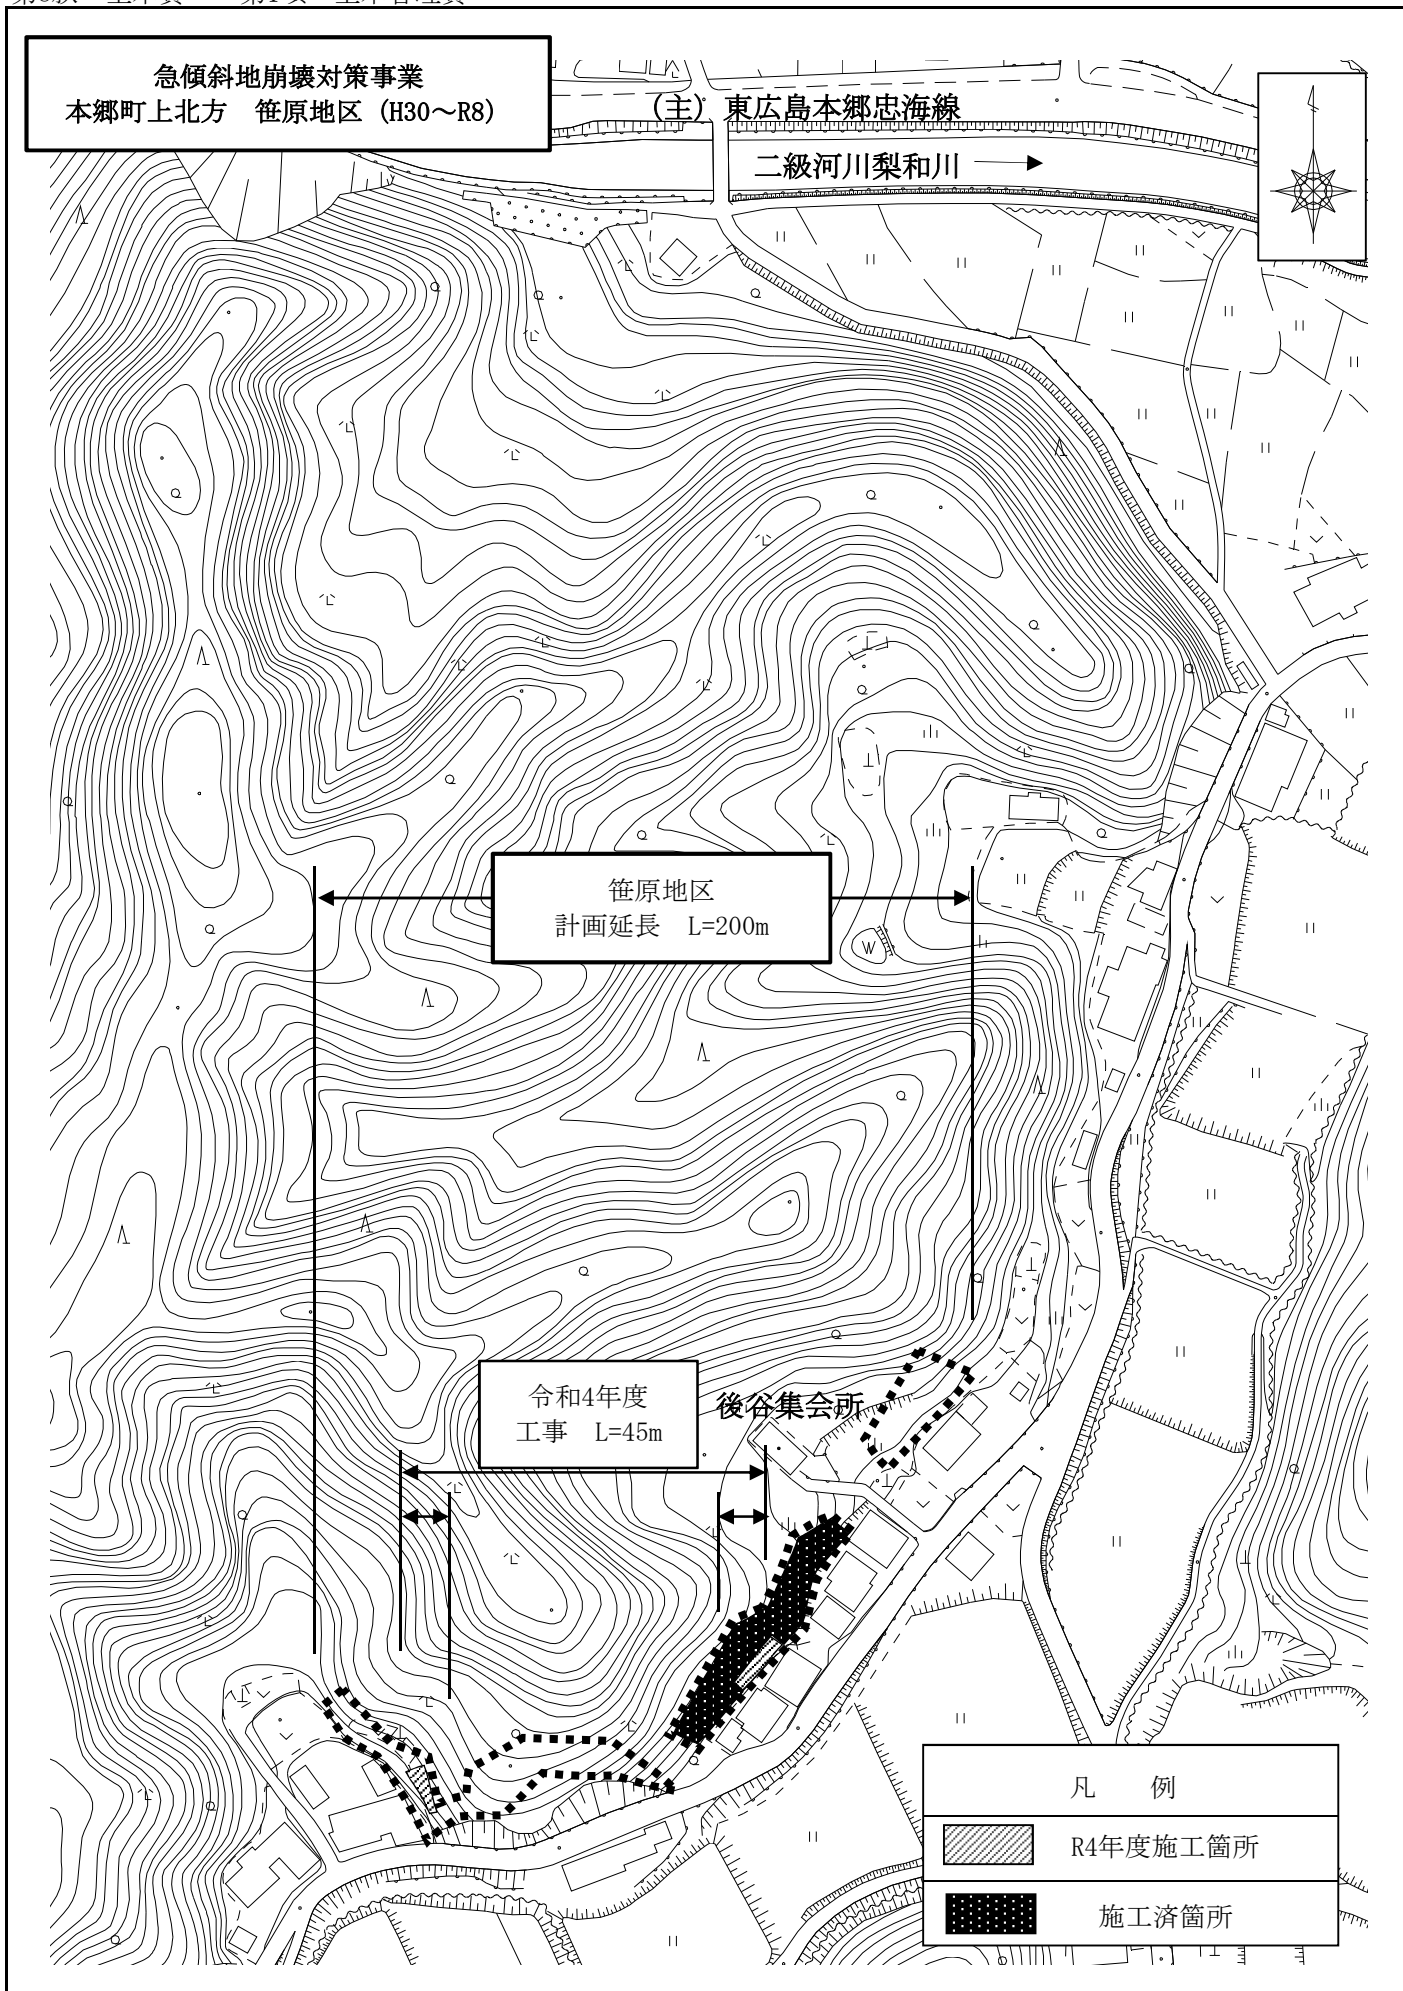 急傾斜地崩壊対策事業
本郷町上北方　笹原地区（H30～R8）
（主）東広島本郷忠海線
二級河川梨和川
笹原地区
計画延長　L=200m
令和4年度
工事　L=45m
後谷集会所
凡　例
R4年度施工箇所
施工済箇所